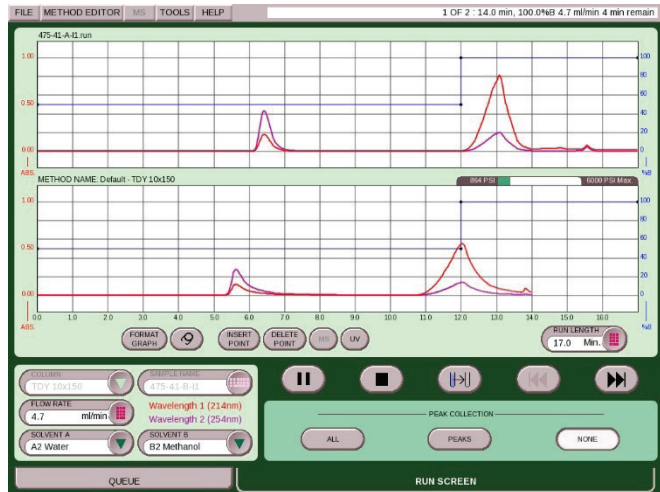 FILE METHOD EDITOR MS TOOLS HELP 1 OF 2 : 14.0 min, 100.0%B 4.7 ml/min 4 min remain
475-41-A-I1.run
1.00 100
80
60
0.50
40
20
0.00 0
ABS. %B
METHOD NAME: Default - TDY 10x150 864 PSI 6000 PSI Max
1.00 100
80
60
0.50
40
20
0.00 0
0.0 1.0 2.0 3.0 4.0 5.0 6.0 7.0 8.0 9.0 10.0 11.0 12.0 13.0 14.0 15.0 16.0
ABS. %B
FORMAT GRAPH
INSERT POINT
DELETE POINT
MS
UV
RUN LENGTH
17.0 Min.
COLUMN
TDY 10x150
SAMPLE NAME
475-41-B-I1
FLOW RATE
4.7 ml/min
Wavelength 1 (214nm)
Wavelength 2 (254nm)
SOLVENT A
A2 Water
SOLVENT B
B2 Methanol
PEAK COLLECTION
ALL PEAKS NONE
QUEUE RUN SCREEN